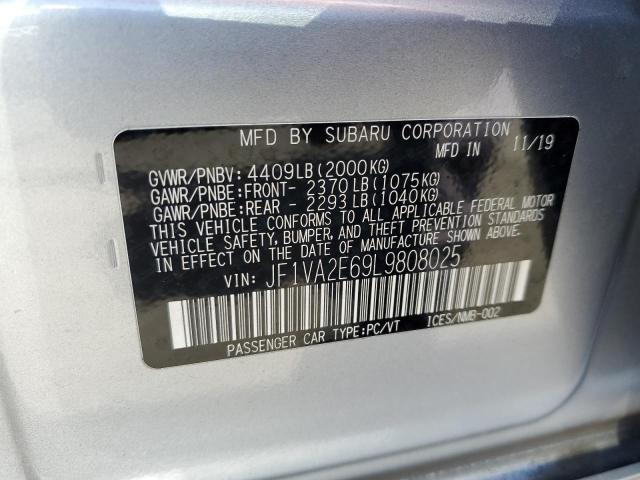 MFD BY SUBARU CORPORATION
MFD IN 11/19
GVWR/PNBV: 4409LB(2000KG)
GAWR/PNBE:FRONT- 2370LB(1075KG)
GAWR/PNBE:REAR - 2293LB(1040KG)
THIS VEHICLE CONFORMS TO ALL APPLICABLE FEDERAL MOTOR
VEHICLE SAFETY, BUMPER, AND THEFT PREVENTION STANDARDS
IN EFFECT ON THE DATE OF MANUFACTURE SHOWN ABOVE.
VIN: JF1VA2E69L9808025
PASSENGER CAR TYPE:PC/VT ICES/NMB-002